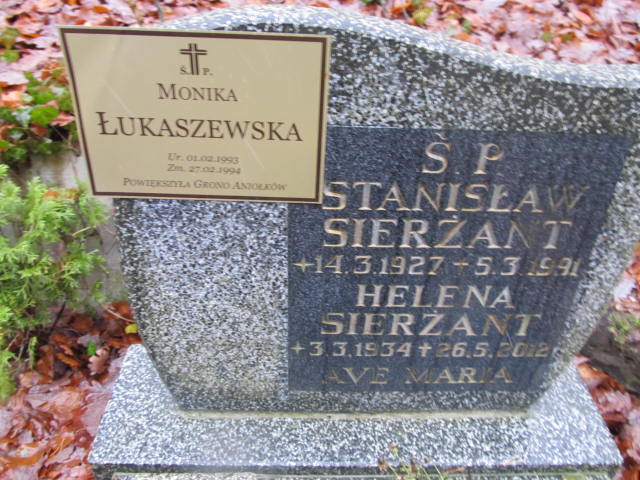 Ś. P.
MONIKA
ŁUKASZEWSKA
Ur. 01.02.1993
Zm. 27.02.1994
POWIĘKSZYŁA GRONO ANIOŁKÓW
Ś P
STANISŁAW
SIERŻANT
+14.3.1927 +5.3.1991
HELENA
SIERŻANT
+3.3.1934 +26.5.2012
AVE MARIA